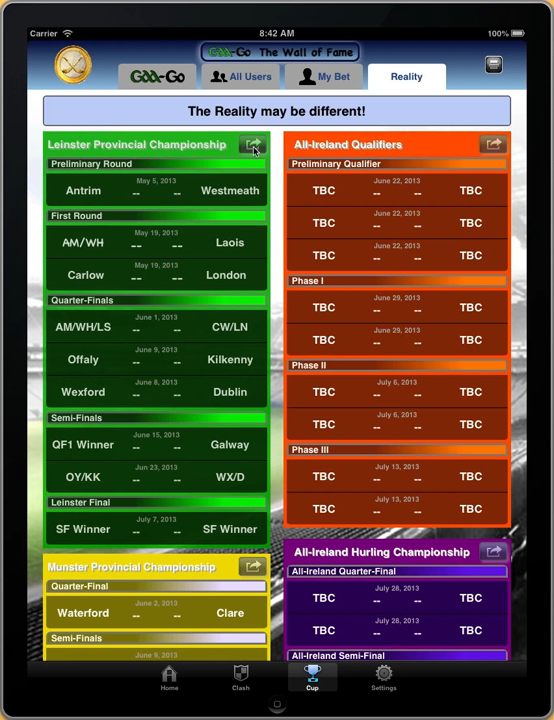 Carrier 8:42 AM 100%
GAA-Go The Wall of Fame
GAA-Go All Users My Bet Reality
The Reality may be different!
Leinster Provincial Championship
Preliminary Round
May 5, 2013
Antrim -- -- Westmeath
First Round
May 19, 2013
AM/WH -- -- Laois
May 19, 2013
Carlow -- -- London
Quarter-Finals
June 1, 2013
AM/WH/LS -- -- CW/LN
June 9, 2013
Offaly -- -- Kilkenny
June 8, 2013
Wexford -- -- Dublin
Semi-Finals
June 15, 2013
QF1 Winner -- -- Galway
Jun 23, 2013
OY/KK -- -- WX/D
Leinster Final
July 7, 2013
SF Winner -- -- SF Winner
Munster Provincial Championship
Quarter-Final
June 2, 2013
Waterford -- -- Clare
Semi-Finals
June 9, 2013
All-Ireland Qualifiers
Preliminary Qualifier
June 22, 2013
TBC -- -- TBC
June 22, 2013
TBC -- -- TBC
June 22, 2013
TBC -- -- TBC
Phase I
June 29, 2013
TBC -- -- TBC
June 29, 2013
TBC -- -- TBC
Phase II
July 6, 2013
TBC -- -- TBC
July 6, 2013
TBC -- -- TBC
Phase III
July 13, 2013
TBC -- -- TBC
July 13, 2013
TBC -- -- TBC
All-Ireland Hurling Championship
All-Ireland Quarter-Final
July 28, 2013
TBC -- -- TBC
July 28, 2013
TBC -- -- TBC
All-Ireland Semi-Final
Home Clash Cup Settings